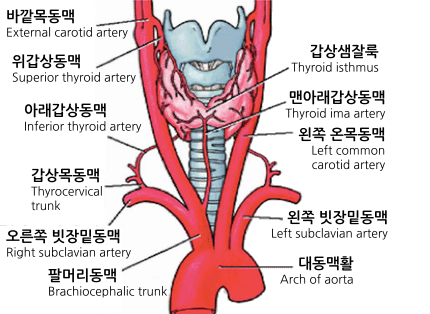 바깥목동맥
External carotid artery
위갑상동맥
Superior thyroid artery
아래갑상동맥
Inferior thyroid artery
갑상목동맥
Thyrocervical
trunk
오른쪽 빗장밑동맥
Right subclavian artery
팔머리동맥
Brachiocephalic trunk
갑상샘잘룩
Thyroid isthmus
맨아래갑상동맥
Thyroid ima artery
왼쪽 온목동맥
Left common
carotid artery
왼쪽 빗장밑동맥
Left subclavian artery
대동맥활
Arch of aorta